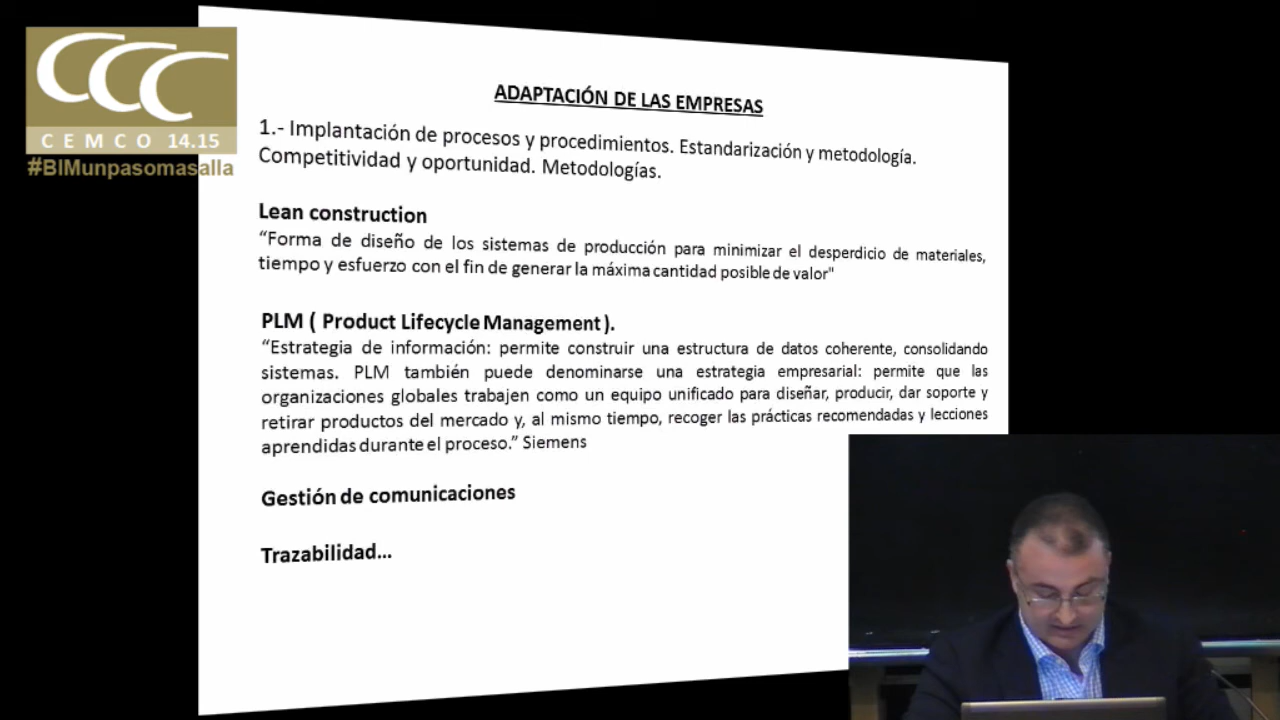 CCC
CEMCO 14.15
#BIMunpasomasalla
ADAPTACIÓN DE LAS EMPRESAS
1.- Implantación de procesos y procedimientos. Estandarización y metodología.
Competitividad y oportunidad. Metodologías.
Lean construction
“Forma de diseño de los sistemas de producción para minimizar el desperdicio de materiales,
tiempo y esfuerzo con el fin de generar la máxima cantidad posible de valor"
PLM ( Product Lifecycle Management ).
“Estrategia de información: permite construir una estructura de datos coherente, consolidando
sistemas. PLM también puede denominarse una estrategia empresarial: permite que las
organizaciones globales trabajen como un equipo unificado para diseñar, producir, dar soporte y
retirar productos del mercado y, al mismo tiempo, recoger las prácticas recomendadas y lecciones
aprendidas durante el proceso.” Siemens
Gestión de comunicaciones
Trazabilidad...